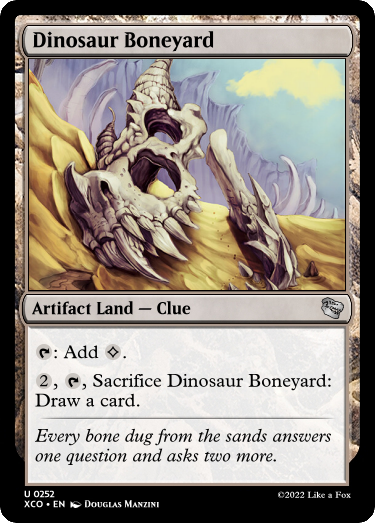 Dinosaur Boneyard
Artifact Land — Clue
: Add .
2, , Sacrifice Dinosaur Boneyard:
Draw a card.
Every bone dug from the sands answers
one question and asks two more.
U 0252
XCO • EN Douglas Manzini
©2022 Like a Fox